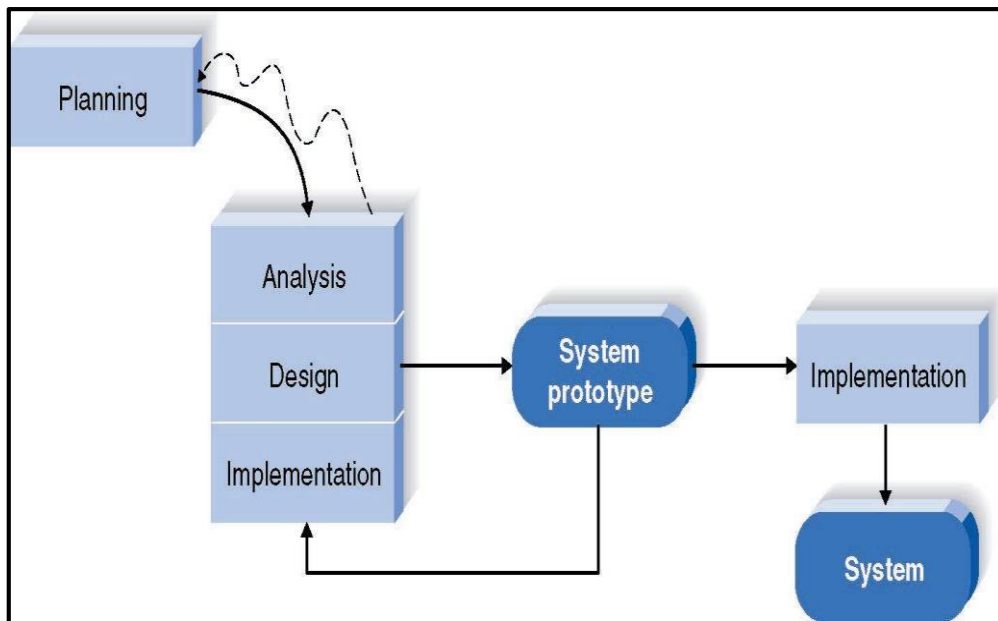 Planning
Analysis
Design
Implementation
System
prototype
Implementation
System